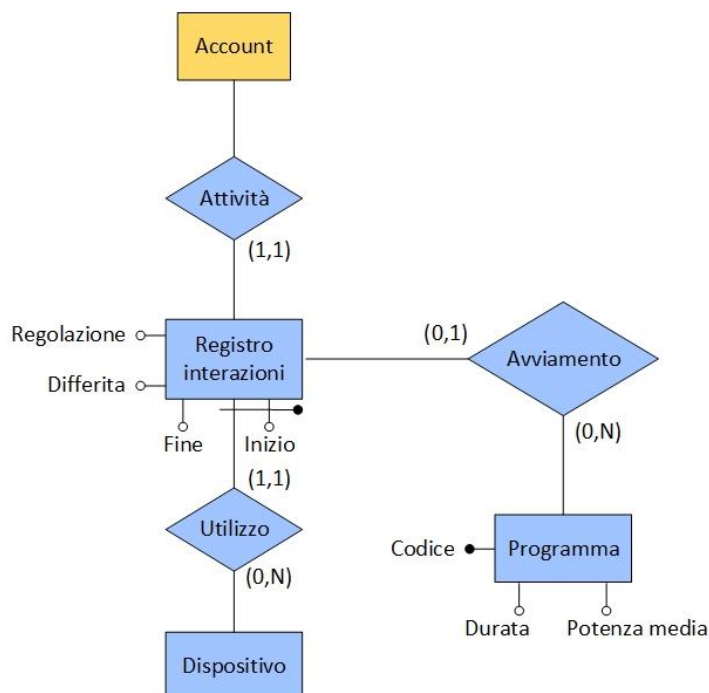 Account
Attività
(1,1)
Regolazione
Registro
interazioni
(0,1)
Avviamento
Differita
(0,N)
Fine
Inizio
(1,1)
Utilizzo
Codice
Programma
(0,N)
Durata
Potenza media
Dispositivo